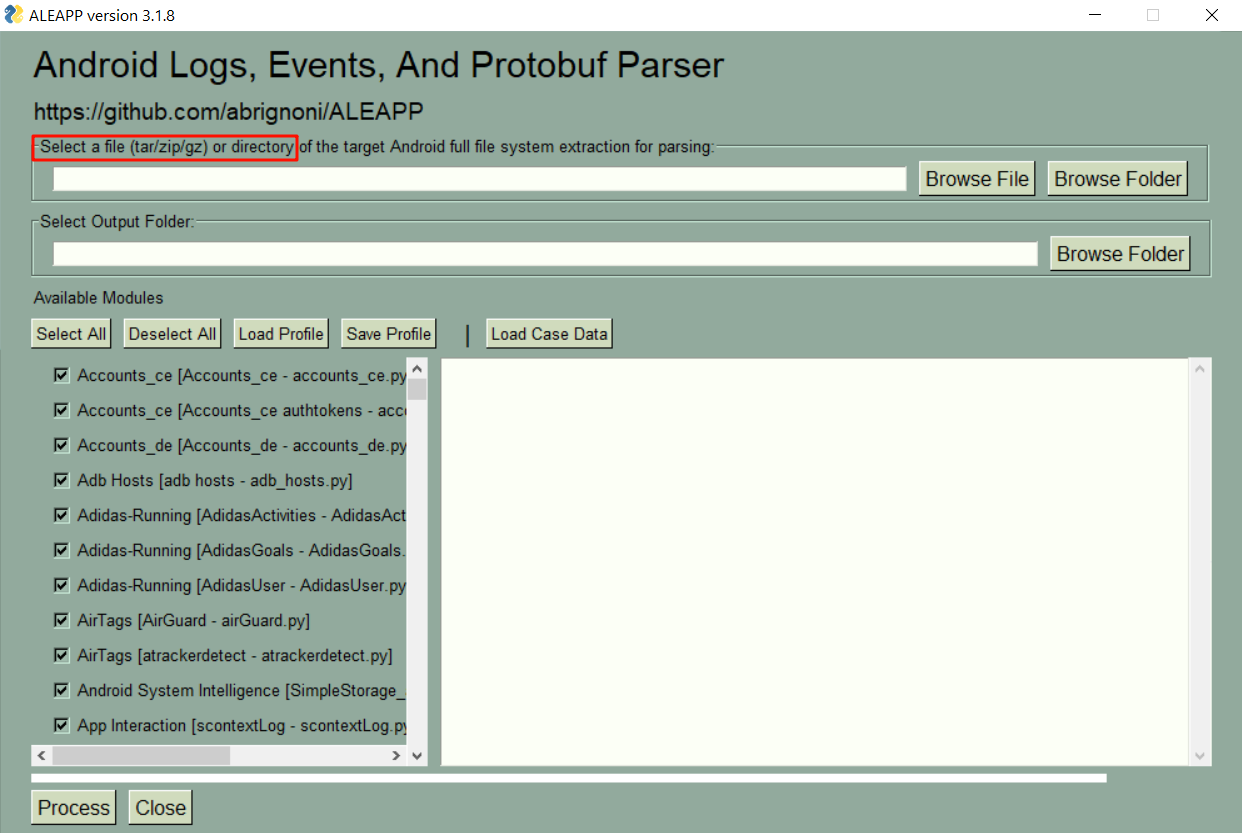 ALEAPP version 3.1.8
Android Logs, Events, And Protobuf Parser
https://github.com/abrignoni/ALEAPP
Select a file (tar/zip/gz) or directory of the target Android full file system extraction for parsing:
Browse File Browse Folder
Select Output Folder:
Browse Folder
Available Modules
Select All Deselect All Load Profile Save Profile | Load Case Data
Accounts_ce [Accounts_ce - accounts_ce.py
Accounts_ce [Accounts_ce authtokens - acc
Accounts_de [Accounts_de - accounts_de.py
Adb Hosts [adb hosts - adb_hosts.py]
Adidas-Running [AdidasActivities - AdidasAct
Adidas-Running [AdidasGoals - AdidasGoals.
Adidas-Running [AdidasUser - AdidasUser.py
AirTags [AirGuard - airGuard.py]
AirTags [atrackerdetect - atrackerdetect.py]
Android System Intelligence [SimpleStorage_
App Interaction [scontextLog - scontextLog.py
Process Close